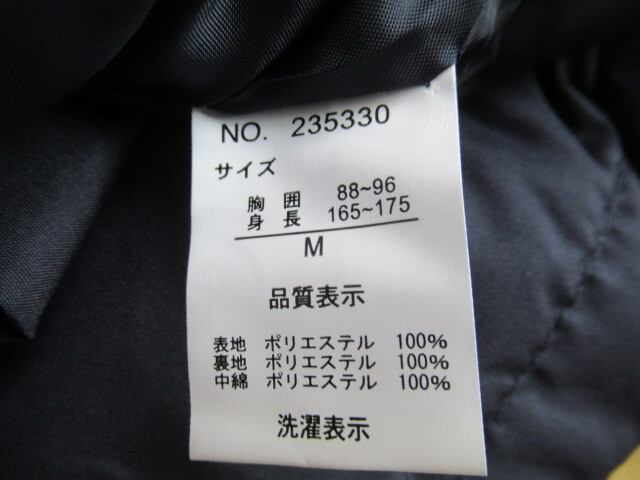 NO. 235330
サイズ
胸囲 88~96
身長 165~175
M
品質表示
表地 ポリエステル 100%
裏地 ポリエステル 100%
中綿 ポリエステル 100%
洗濯表示